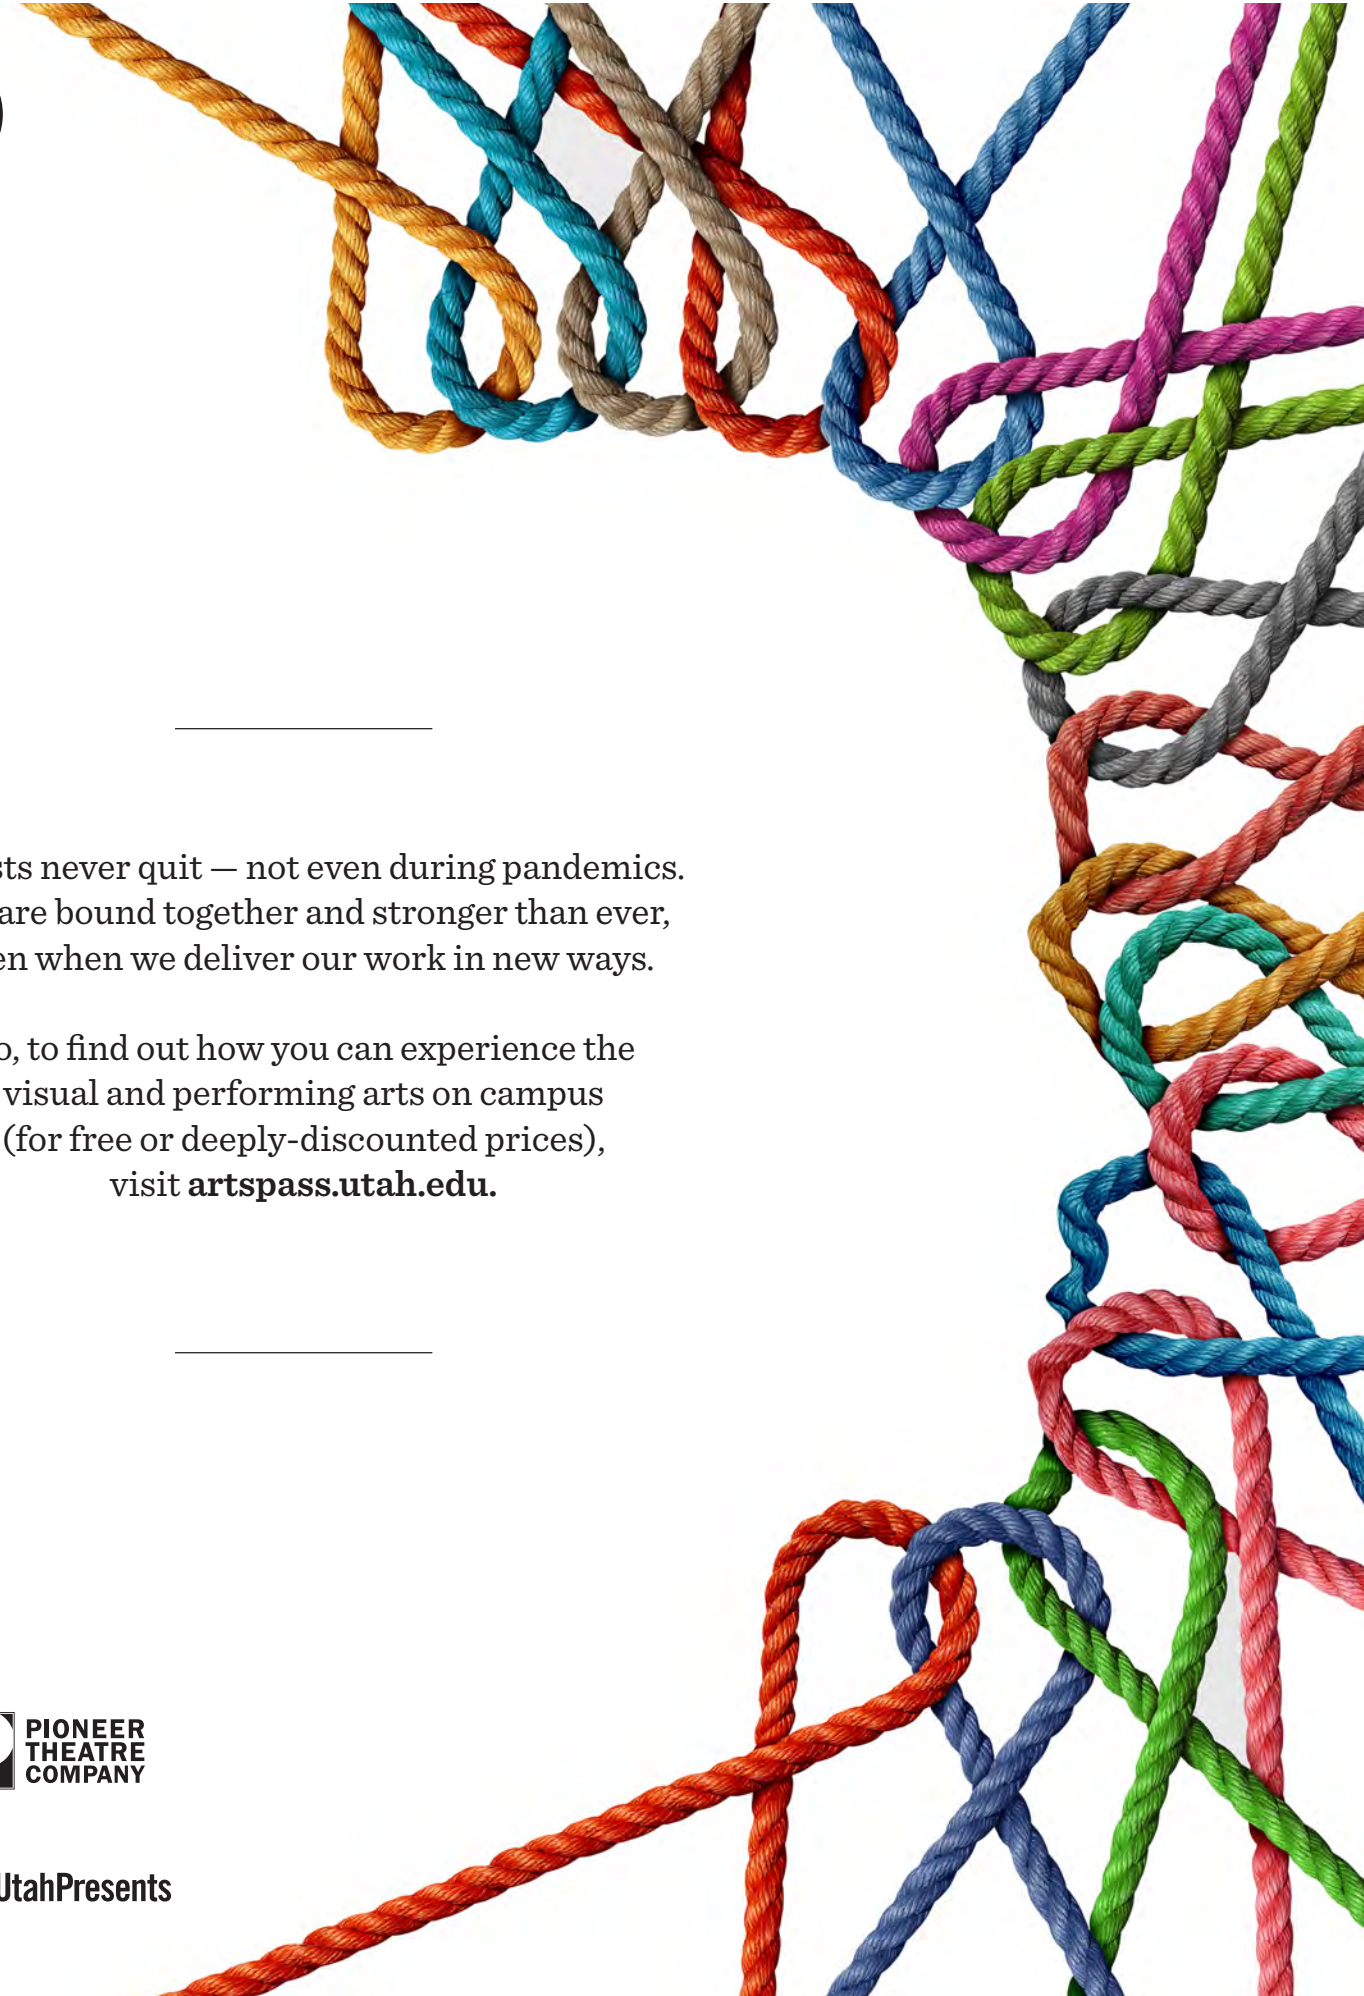 sts never quit — not even during pandemics.
are bound together and stronger than ever,
en when we deliver our work in new ways.
o, to find out how you can experience the
visual and performing arts on campus
(for free or deeply-discounted prices),
visit artspass.utah.edu.
PIONEER
THEATRE
COMPANY
UtahPresents